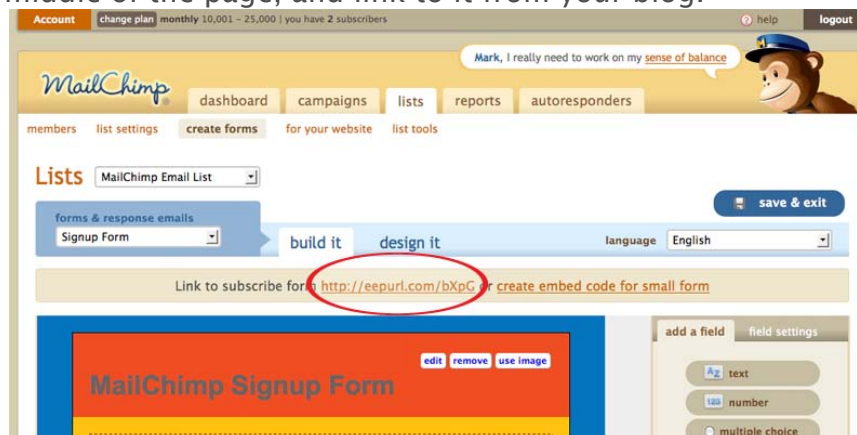 middle of the page, and link to it from your blog.
Account change plan monthly 10,001 - 25,000 | you have 2 subscribers help logout
Mark, I really need to work on my sense of balance
MailChimp
dashboard campaigns lists reports autoresponders
members list settings create forms for your website list tools
Lists MailChimp Email List
save & exit
forms & response emails
Signup Form build it design it language English
Link to subscribe form http://eepurl.com/bXpG or create embed code for small form
add a field field settings
edit remove use image
MailChimp Signup Form
AZ text
123 number
multiple choice